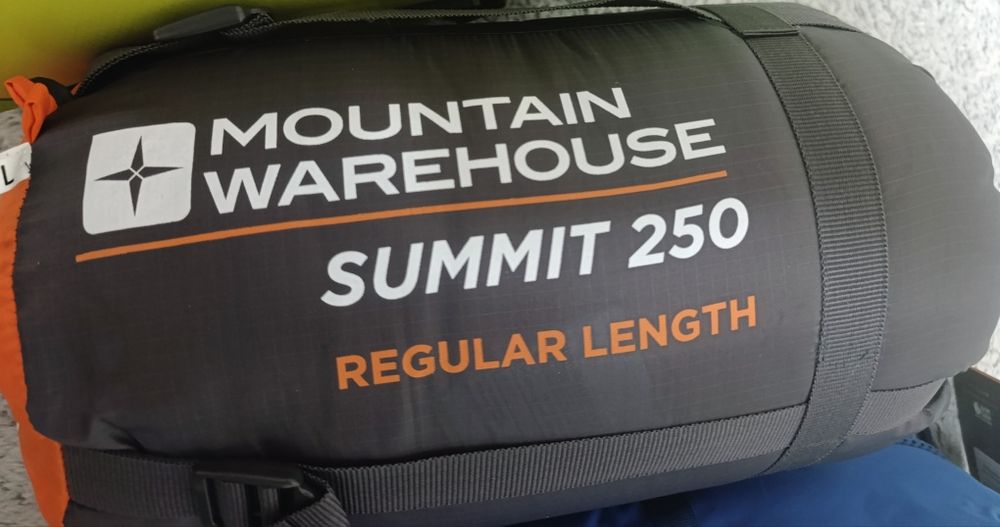 MOUNTAIN
WAREHOUSE
SUMMIT 250
REGULAR LENGTH
L